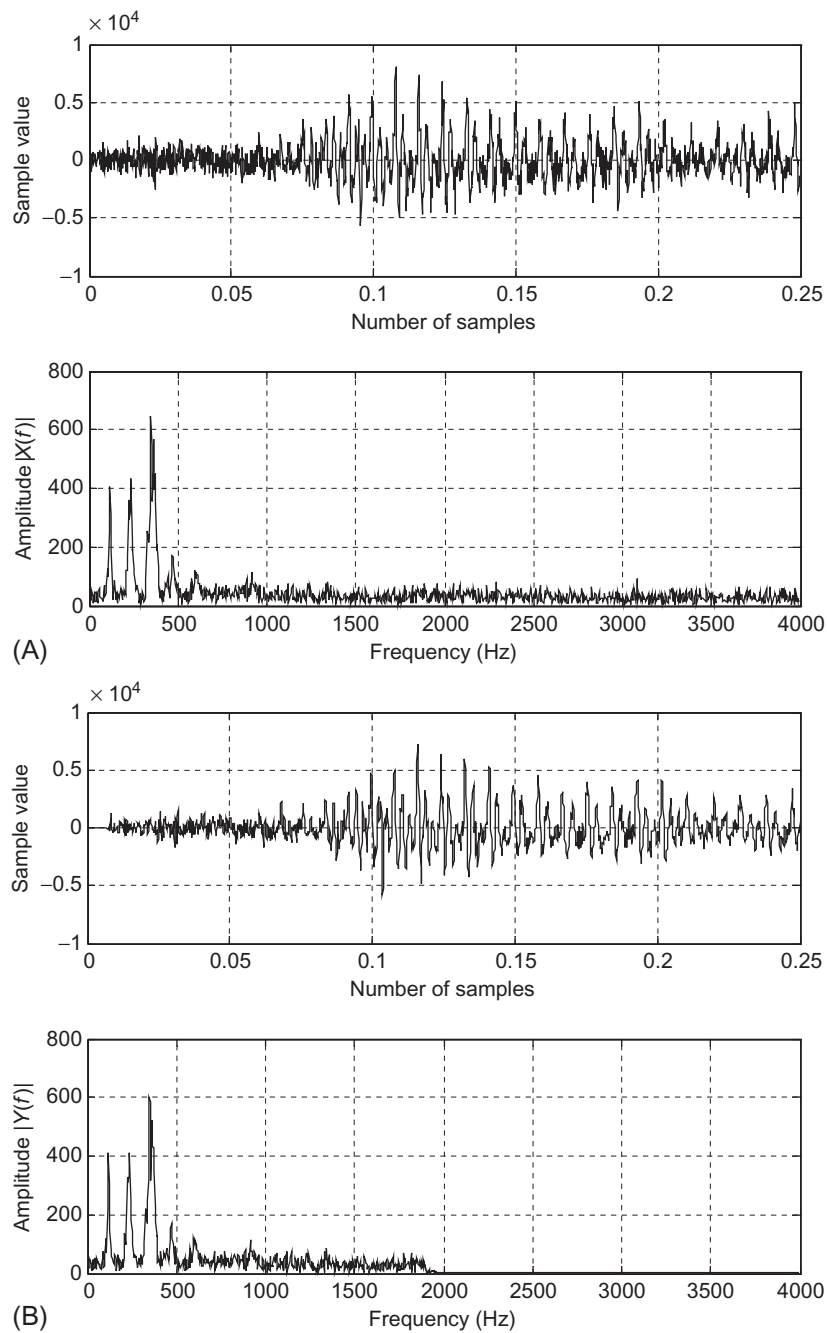 × 10⁴
1
0.5
0
−0.5
−1
Sample value
0 0.05 0.1 0.15 0.2 0.25
Number of samples
800
600
400
200
0
Amplitude |X(f)|
0 500 1000 1500 2000 2500 3000 3500 4000
Frequency (Hz)
(A)
× 10⁴
1
0.5
0
−0.5
−1
Sample value
0 0.05 0.1 0.15 0.2 0.25
Number of samples
800
600
400
200
0
Amplitude |Y(f)|
0 500 1000 1500 2000 2500 3000 3500 4000
Frequency (Hz)
(B)